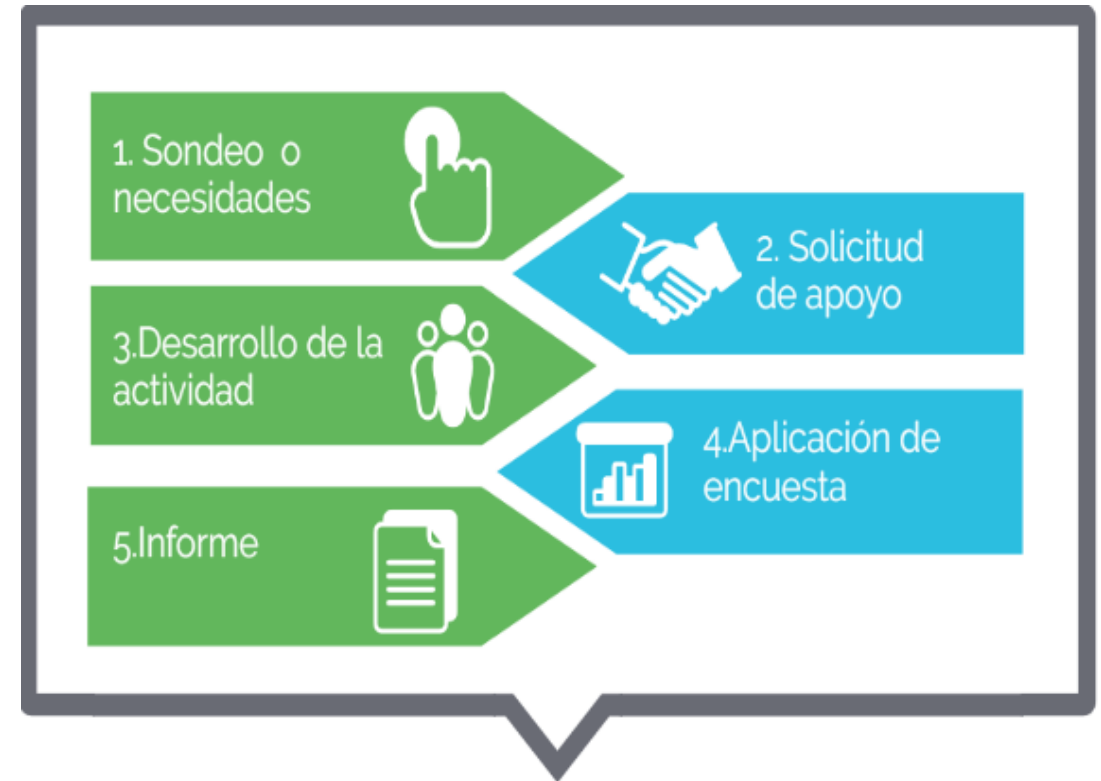 1. Sondeo o
necesidades
2. Solicitud
de apoyo
3.Desarrollo de la
actividad
4.Aplicación de
encuesta
5.Informe